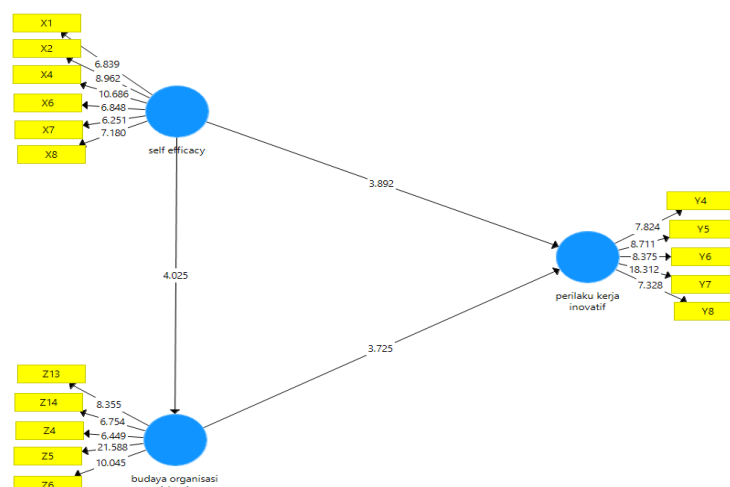 X1
X2
X4
X6
X7
X8
6.839
8.962
10.686
6.848
6.251
7.180
self efficacy
3.892
4.025
3.725
Y4
Y5
Y6
Y7
Y8
7.824
8.711
8.375
18.312
7.328
perilaku kerja
inovatif
Z13
Z14
Z4
Z5
Z6
8.355
6.754
6.449
21.588
10.045
budaya organisasi